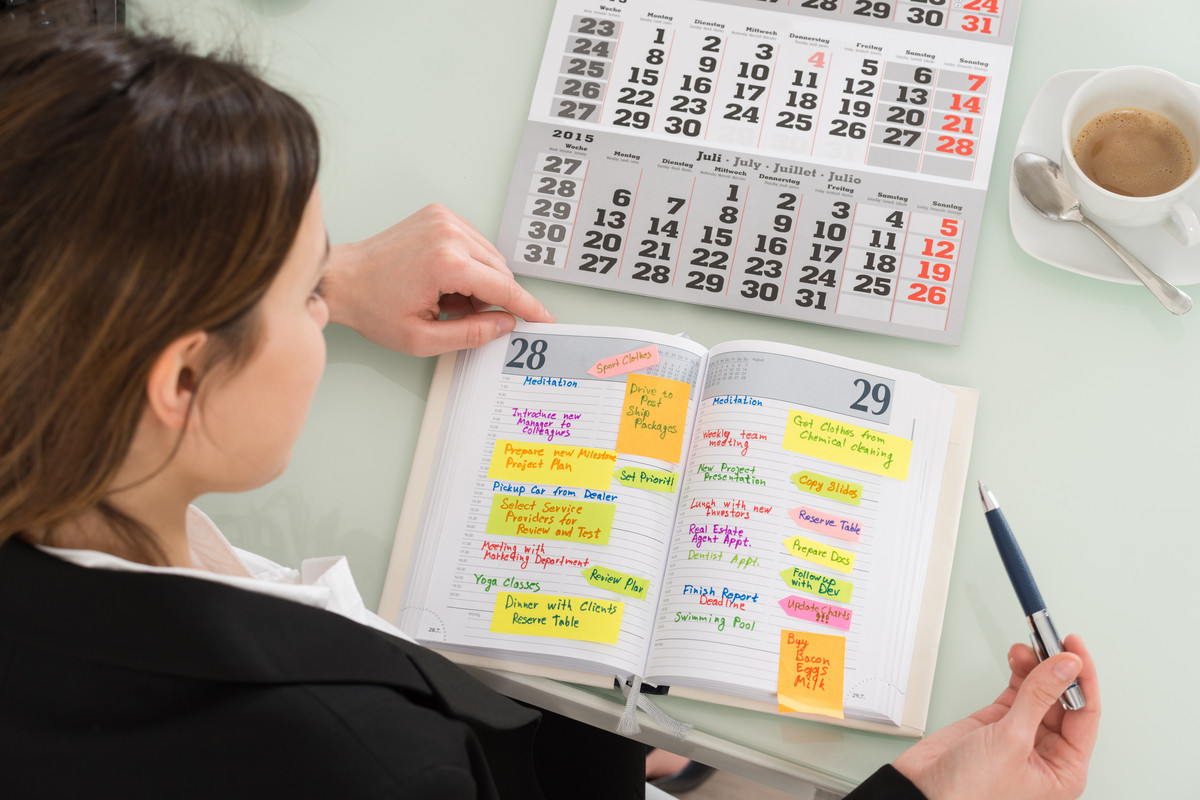 28 29 30 31
23 Montag Dienstag Mittwoch Donnerstag Freitag Samstag Sonntag
23 1 2 3 4 5 6 7
24 8 9 10 11 12 13 14
25 15 16 17 18 19 20 21
26 22 23 24 25 26 27 28
27 29 30
2015
Juli · July · Juillet · Julio
Woche Montag Dienstag Mittwoch Donnerstag Freitag Samstag Sonntag
27 1 2 3 4 5
28 6 7 8 9 10 11 12
29 13 14 15 16 17 18 19
30 20 21 22 23 24 25 26
31 27 28 29 30 31
28
Sport Clothes
Meditation
Drive to
Post
Ship
Packages
Introduce new
Manager to
Colleagues
Prepare new Milestone
Project Plan
Set Prioriti
Pickup Car from Dealer
Select Service
Providers for
Review and Test
Meeting with
Marketing Department
Review Plan
Yoga Classes
Dinner with Clients
Reserve Table
28.7.
August
29
Meditation
Get Clothes from
Chemical cleaning
Weekly team
meeting
New Project
Presentation
Copy Slides
Lunch with new
Investors
Reserve Table
Real Estate
Agent Appt.
Prepare Docs
Dentist Appt.
Followup
with Dev
Finish Report
Deadline
Update Charts
!!!
Swimming Pool
Buy
Bacon
Eggs
Milk
29.7.